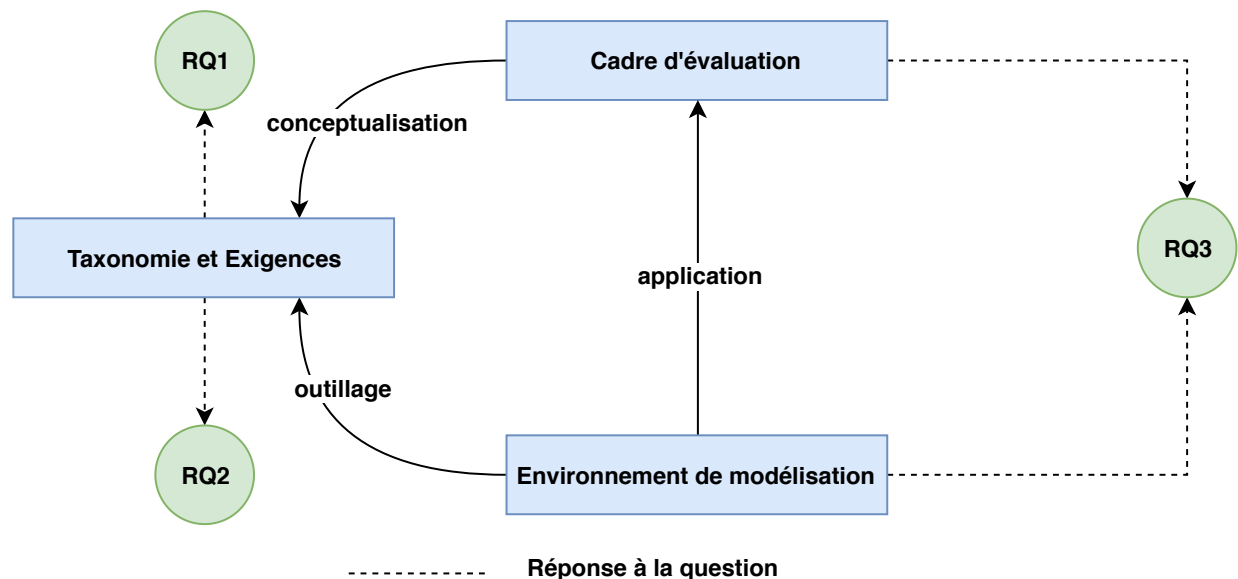 RQ1
Cadre d'évaluation
conceptualisation
Taxonomie et Exigences
RQ3
application
outillage
RQ2
Environnement de modélisation
Réponse à la question